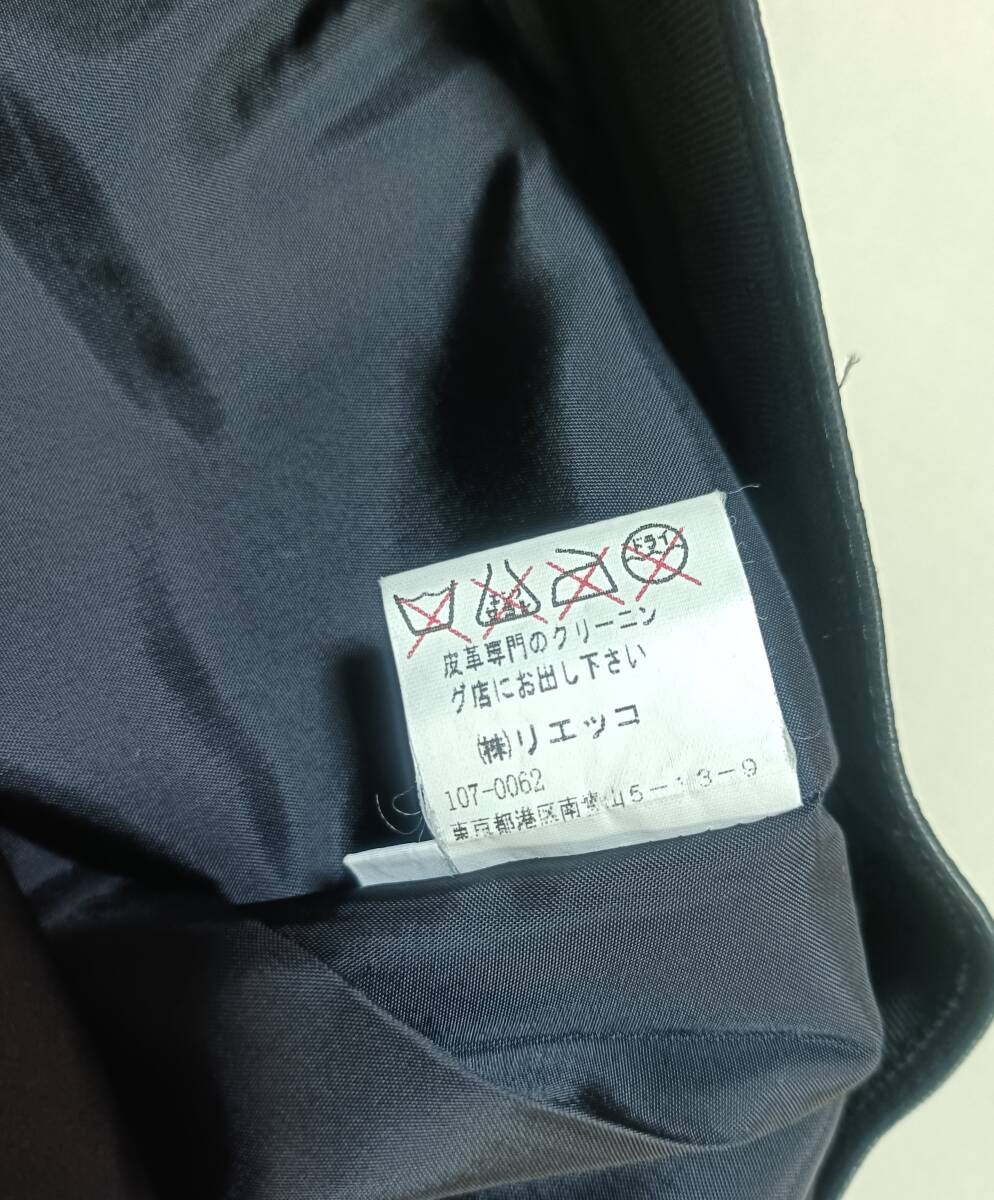 ドライ
皮革専門のクリーニン
グ店にお出し下さい
(株)リエッコ
107-0062
東京都港区南青山5-13-9